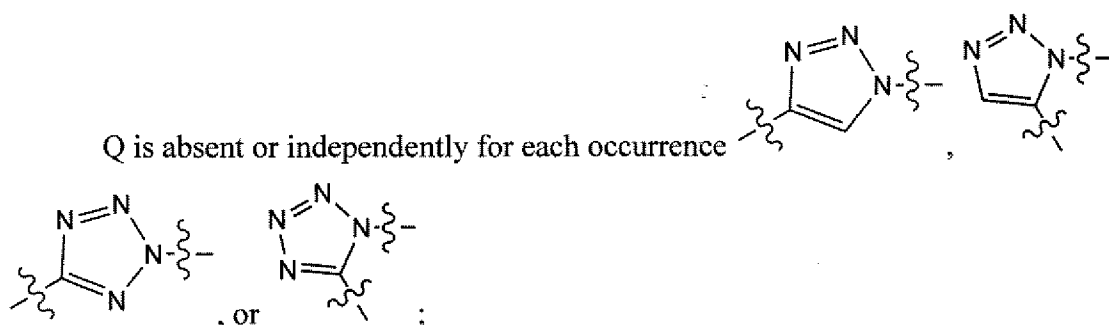 Q is absent or independently for each occurrence N=N N , N=N N ,
N=N N N , or N=N N N ;